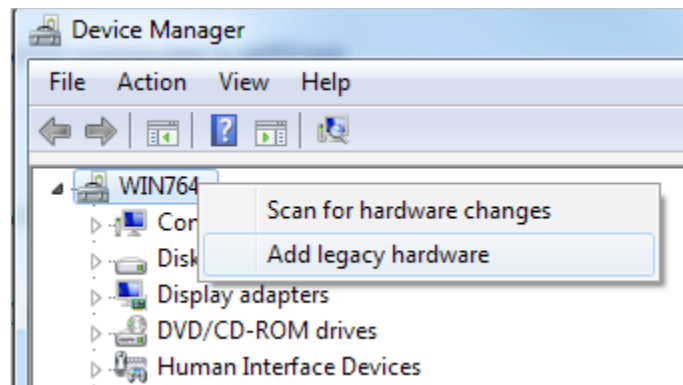 Device Manager
File Action View Help
WIN764
Scan for hardware changes
Add legacy hardware
Display adapters
DVD/CD-ROM drives
Human Interface Devices